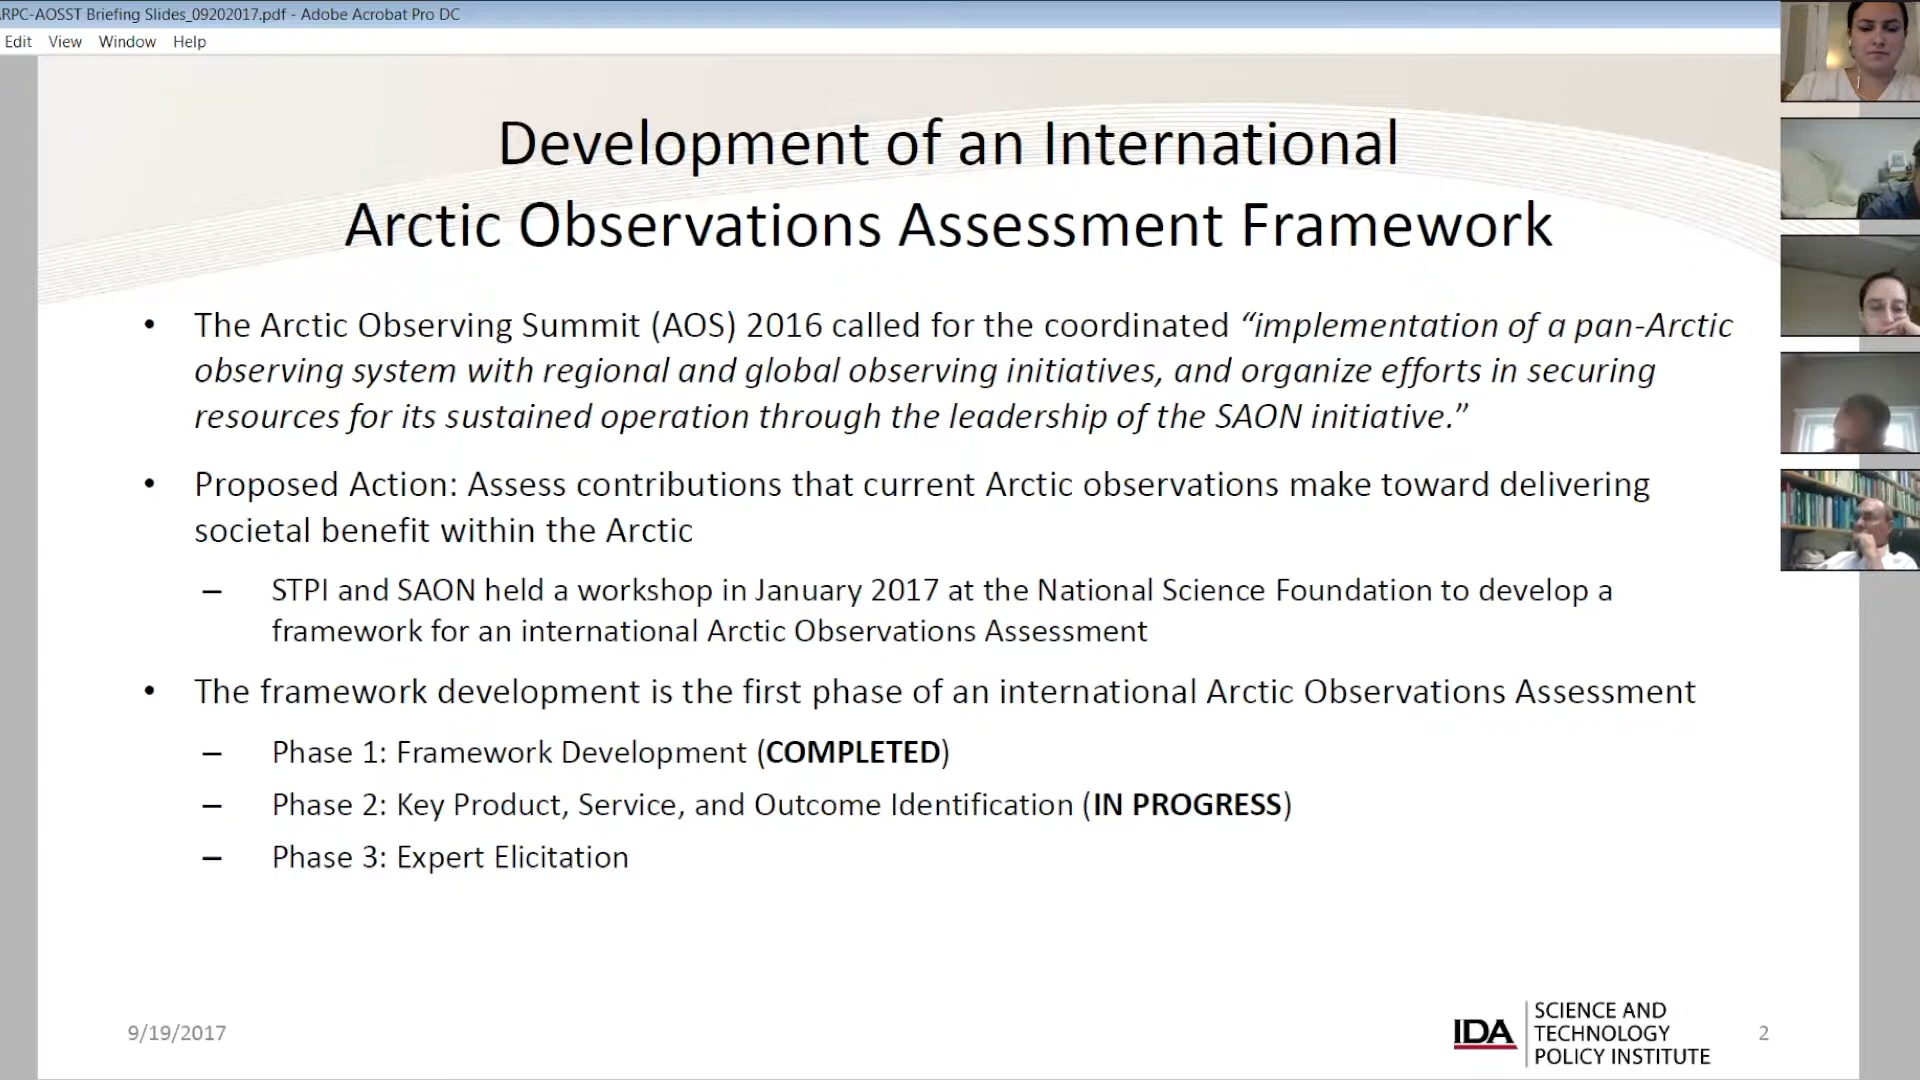 RPC-AOSST Briefing Slides_09202017.pdf - Adobe Acrobat Pro DC
Edit View Window Help
Development of an International
Arctic Observations Assessment Framework
• The Arctic Observing Summit (AOS) 2016 called for the coordinated “implementation of a pan-Arctic
observing system with regional and global observing initiatives, and organize efforts in securing
resources for its sustained operation through the leadership of the SAON initiative.”
• Proposed Action: Assess contributions that current Arctic observations make toward delivering
societal benefit within the Arctic
– STPI and SAON held a workshop in January 2017 at the National Science Foundation to develop a
framework for an international Arctic Observations Assessment
• The framework development is the first phase of an international Arctic Observations Assessment
– Phase 1: Framework Development (COMPLETED)
– Phase 2: Key Product, Service, and Outcome Identification (IN PROGRESS)
– Phase 3: Expert Elicitation
9/19/2017
IDA
SCIENCE AND
TECHNOLOGY
POLICY INSTITUTE
2